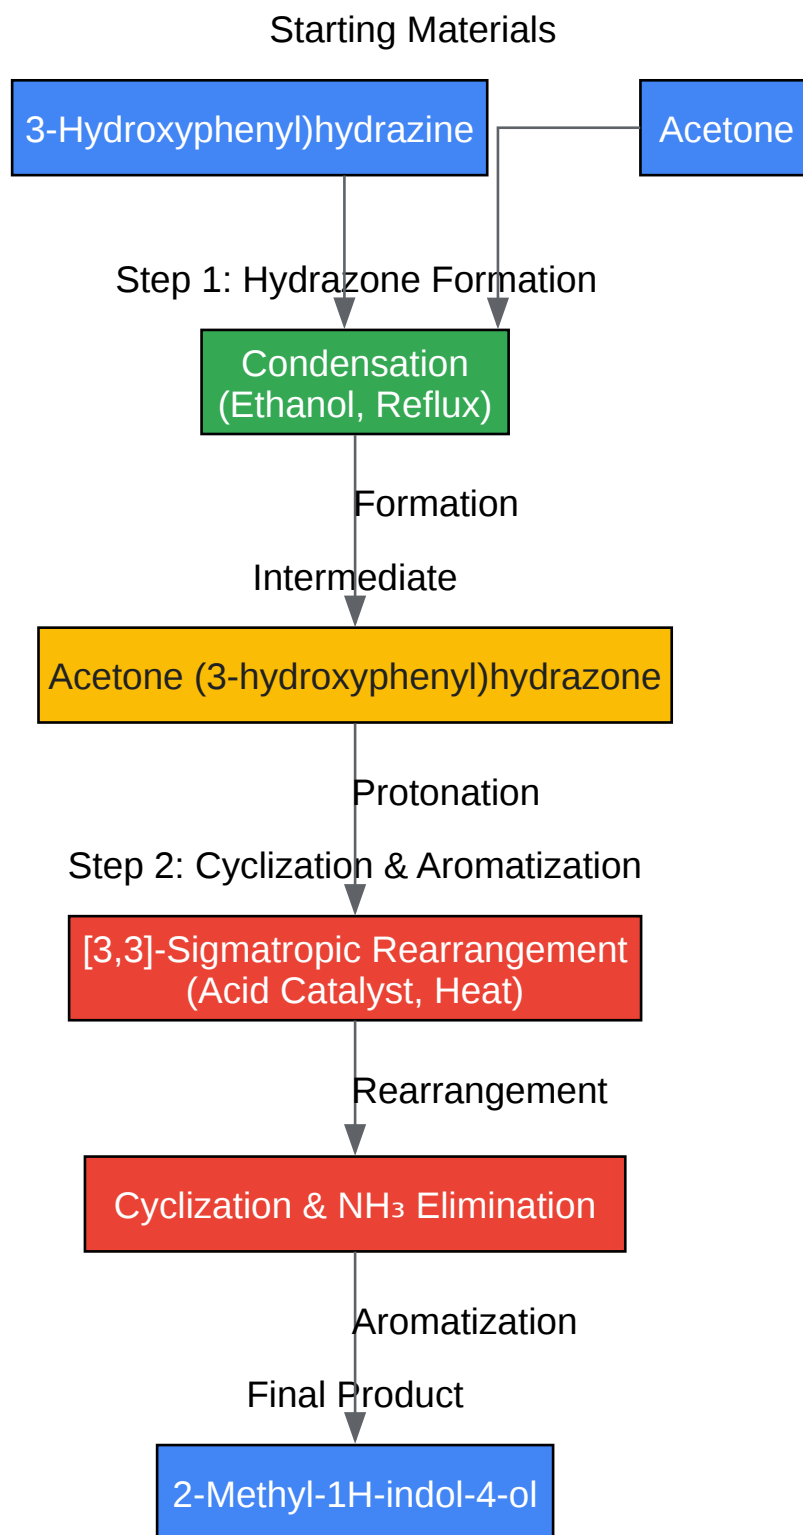 Starting Materials
3-Hydroxyphenyl)hydrazine
Acetone
Step 1: Hydrazone Formation
Condensation
(Ethanol, Reflux)
Formation
Intermediate
Acetone (3-hydroxyphenyl)hydrazone
Protonation
Step 2: Cyclization & Aromatization
[3,3]-Sigmatropic Rearrangement
(Acid Catalyst, Heat)
Rearrangement
Cyclization & NH₃ Elimination
Aromatization
Final Product
2-Methyl-1H-indol-4-ol